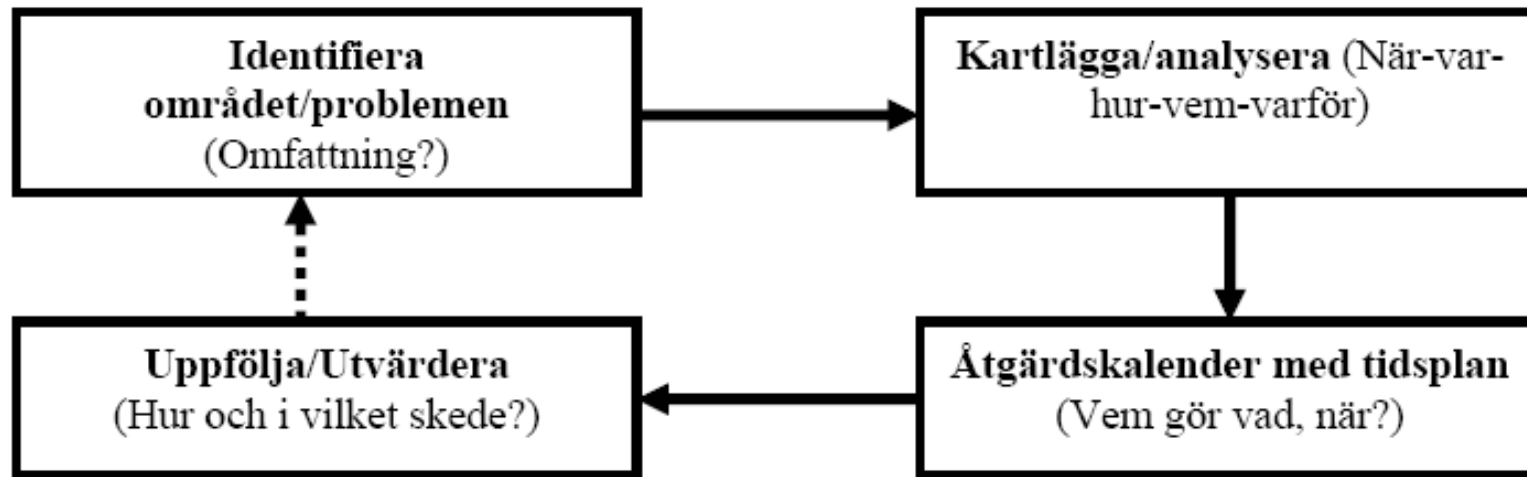 Identifiera
området/problemen
(Omfattning?)
Kartlägga/analysera (När-var-
hur-vem-varför)
Åtgärdskalender med tidsplan
(Vem gör vad, när?)
Uppfölja/Utvärdera
(Hur och i vilket skede?)